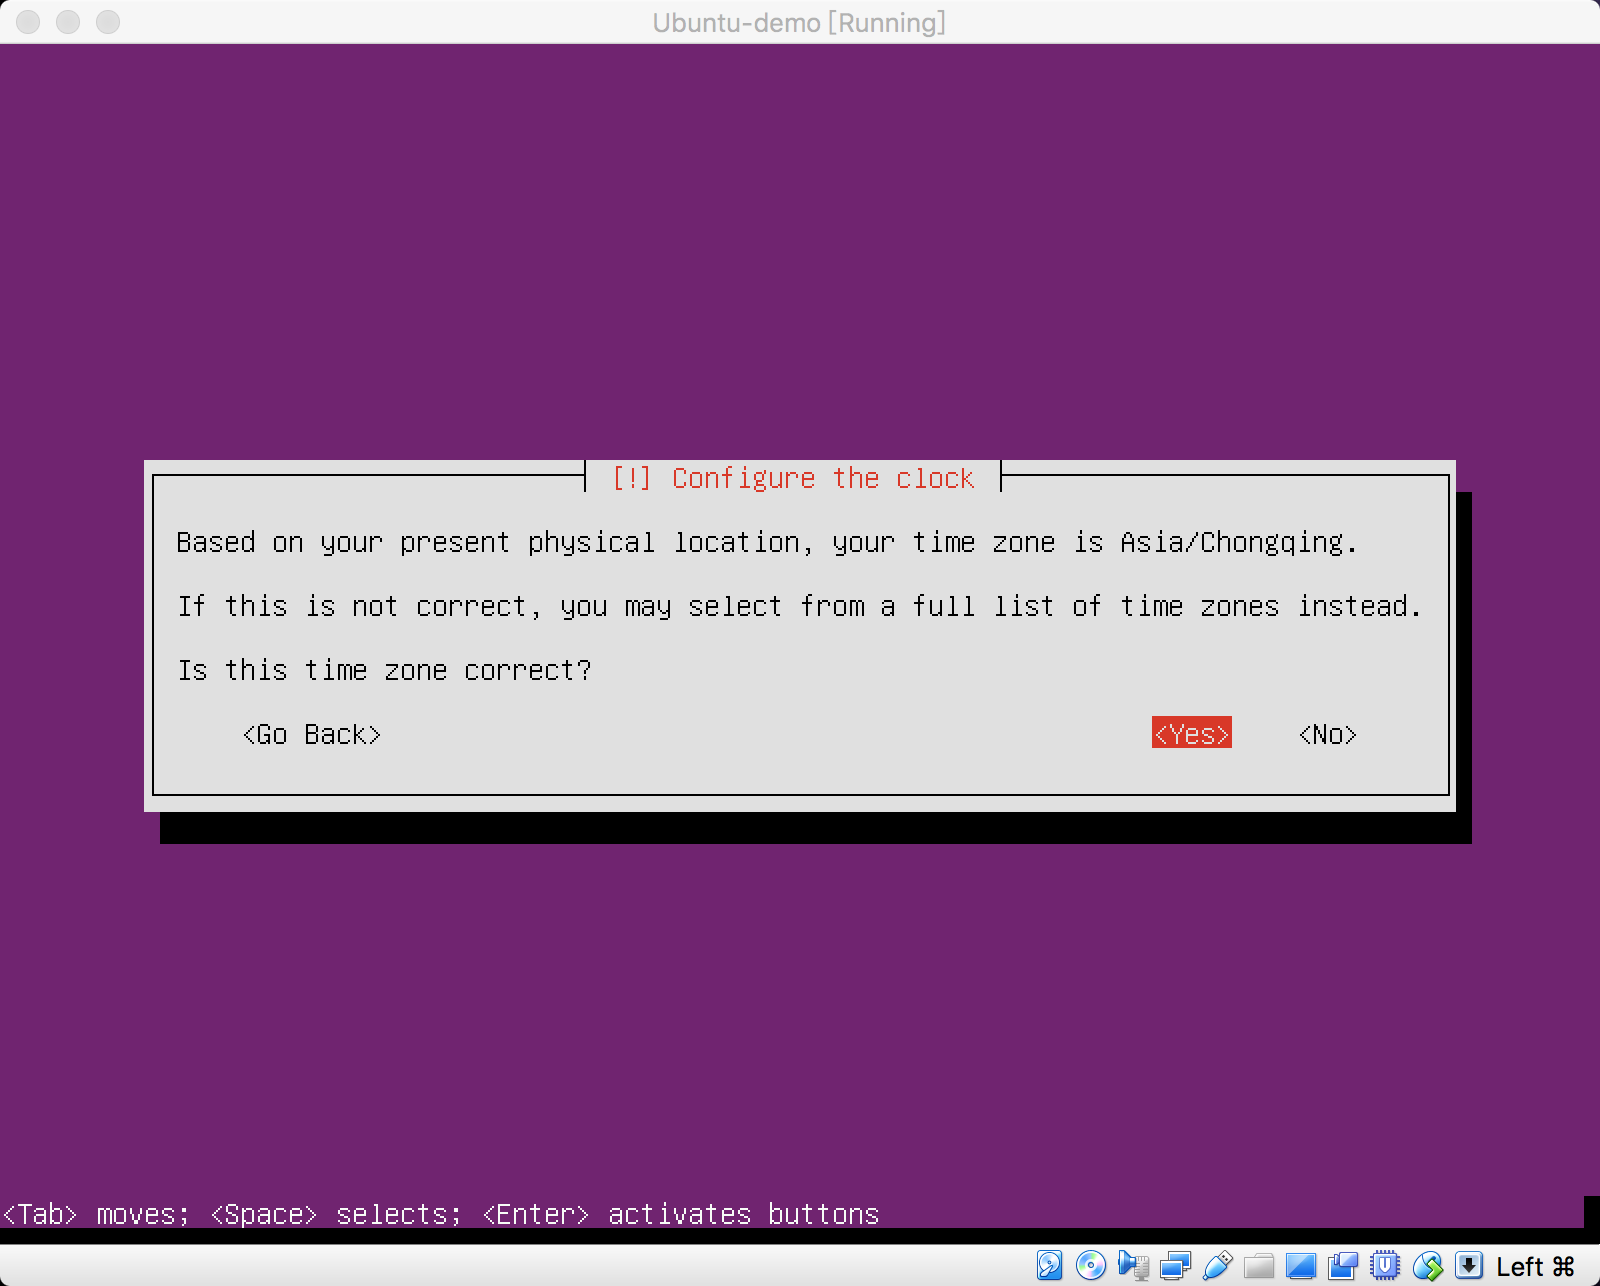 Ubuntu-demo [Running]
[!] Configure the clock
Based on your present physical location, your time zone is Asia/Chongqing.
If this is not correct, you may select from a full list of time zones instead.
Is this time zone correct?
<Go Back> <Yes> <No>
<Tab> moves; <Space> selects; <Enter> activates buttons
Left ⌘